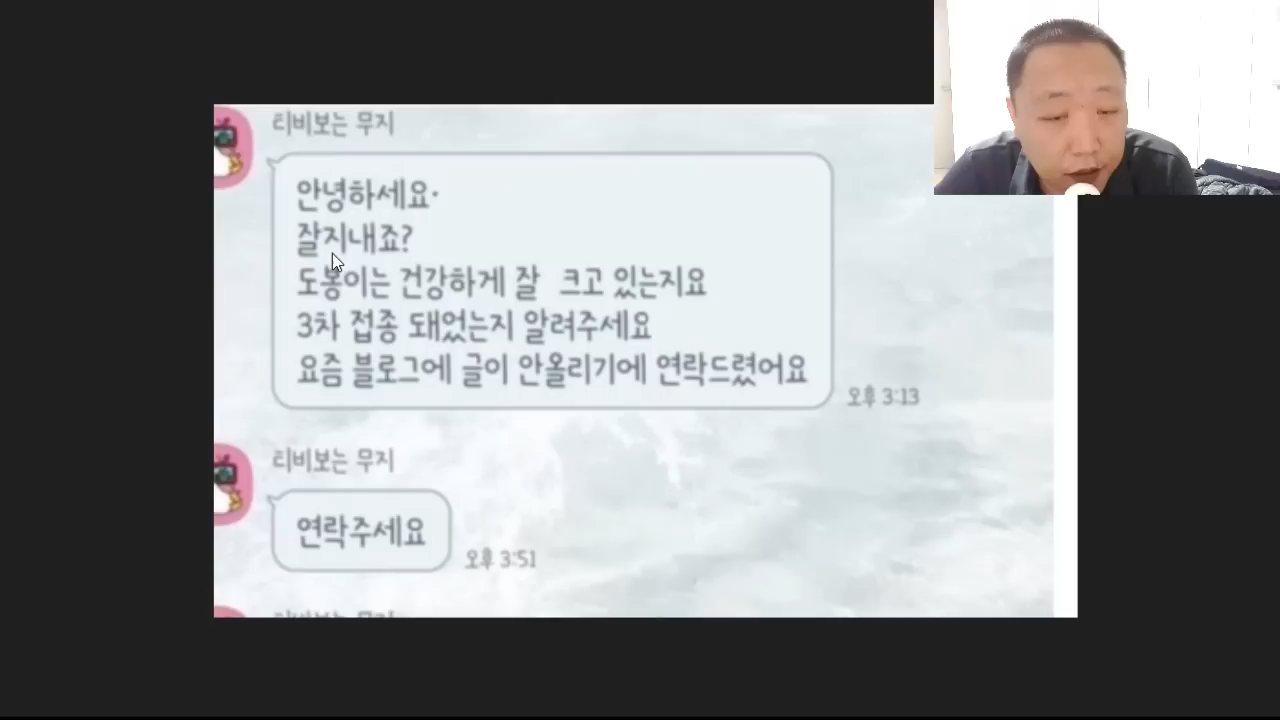 티비보는 무지
안녕하세요·
잘지내죠?
도봉이는 건강하게 잘 크고 있는지요
3차 접종 돼었는지 알려주세요
요즘 블로그에 글이 안올리기에 연락드렸어요
오후 3:13
티비보는 무지
연락주세요
오후 3:51